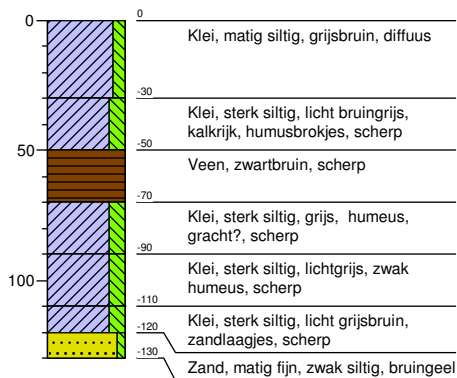 0
0
Klei, matig siltig, grijsbruin, diffuus
-30
Klei, sterk siltig, licht bruingrijs,
kalkrijk, humusbrokjes, scherp
50
-50
Veen, zwartbruin, scherp
-70
Klei, sterk siltig, grijs, humeus,
gracht?, scherp
-90
Klei, sterk siltig, lichtgrijs, zwak
humeus, scherp
100
-110
Klei, sterk siltig, licht grijsbruin,
zandlaagjes, scherp
-120
-130
Zand, matig fijn, zwak siltig, bruingeel